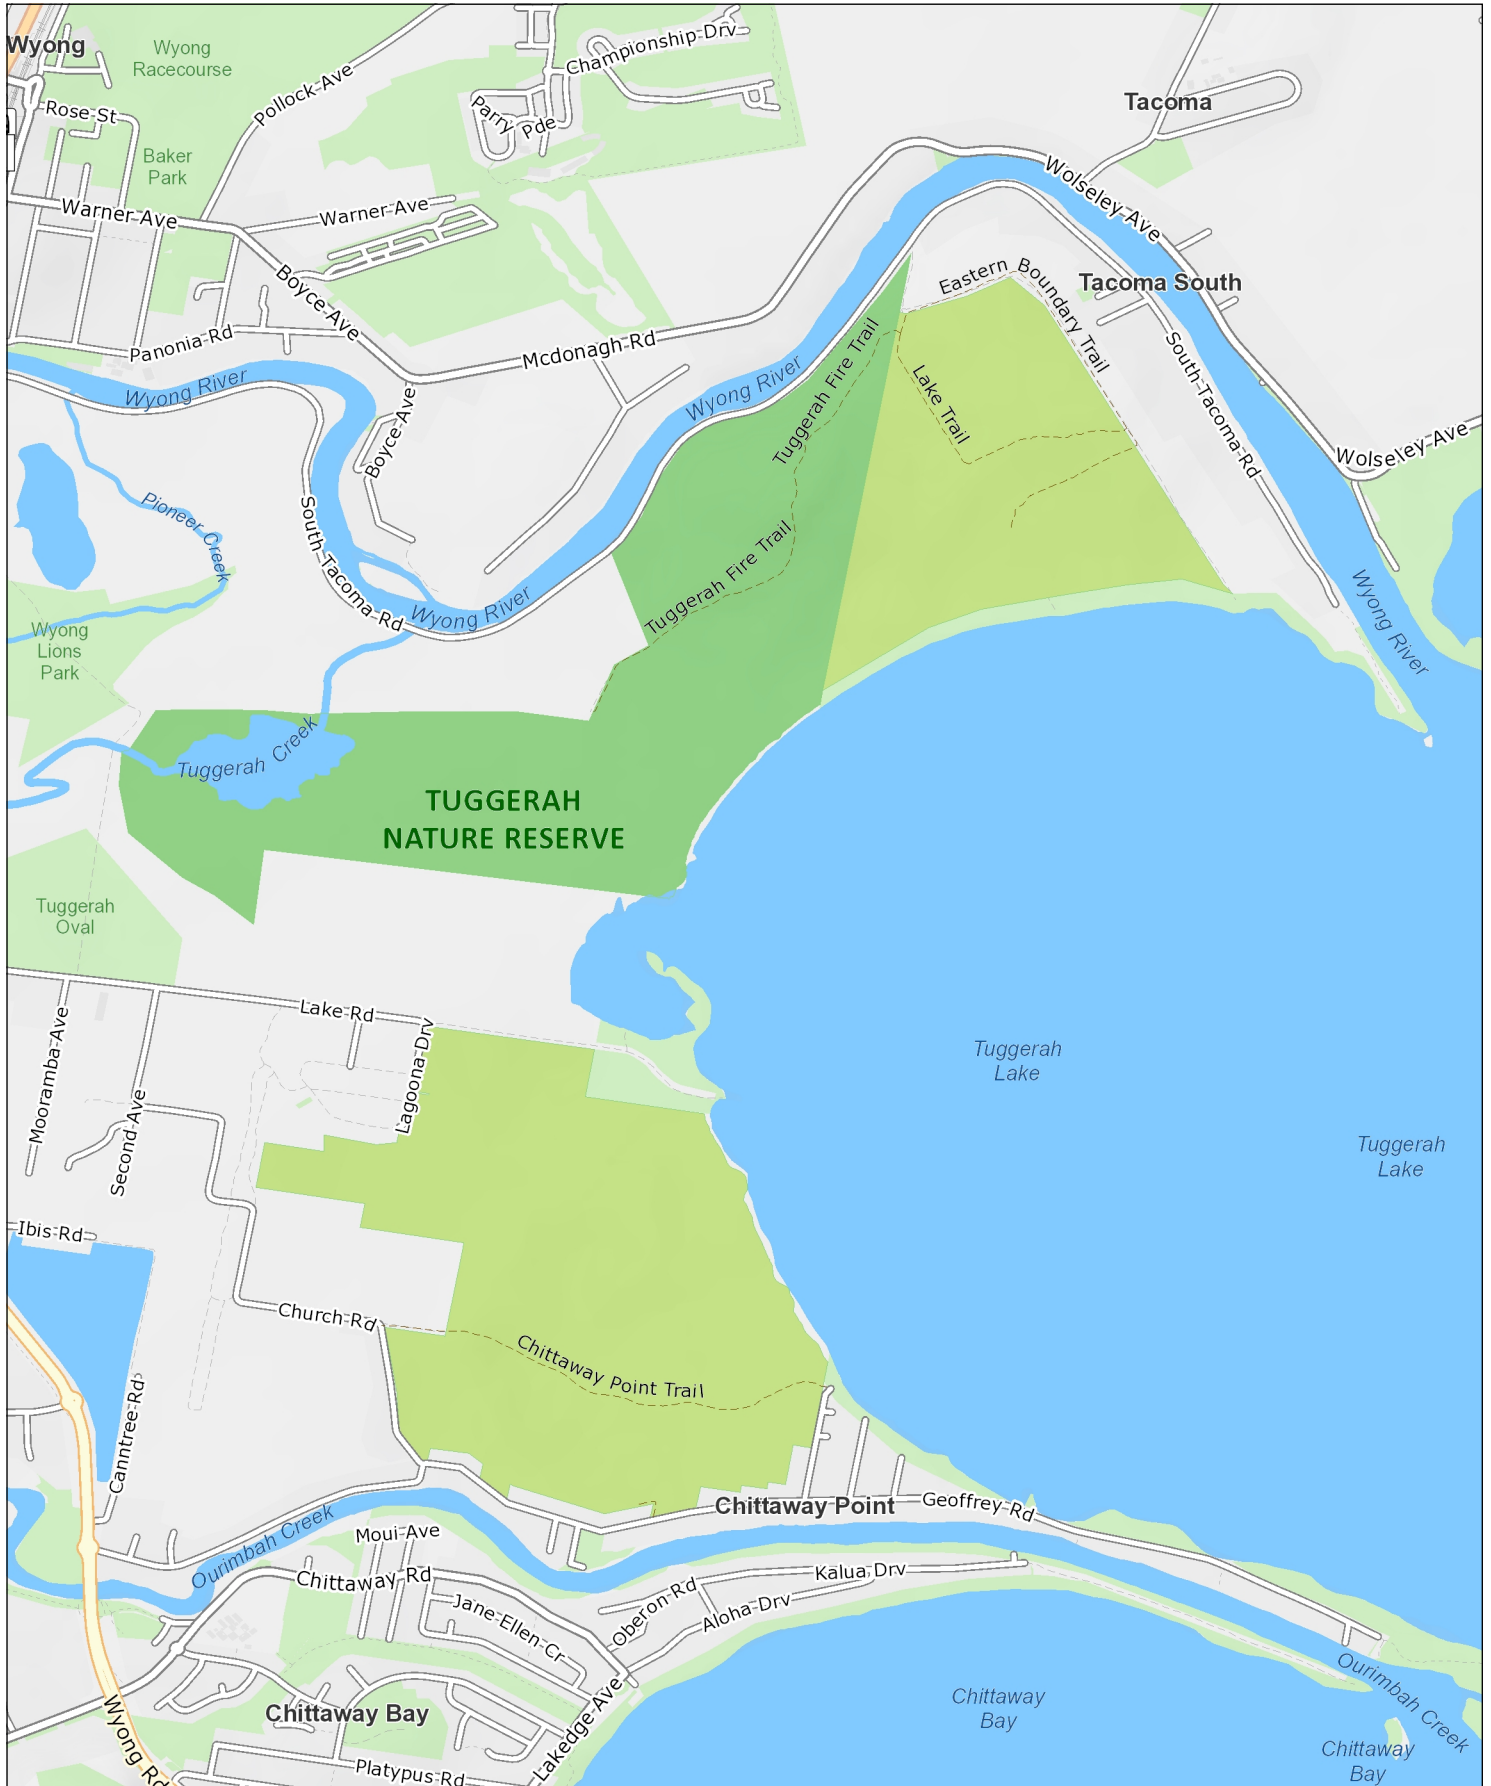 Wyong
Wyong
Racecourse
Pollock Ave
Championship Drv
Parry Pde
Tacoma
Rose St
Baker
Park
Warner Ave
Warner Ave
Wolseley Ave
Boyce Ave
Eastern Boundary Trail
Tacoma South
Panonia Rd
Mcdonagh Rd
Wyong River
Wyong River
Tuggerah Fire Trail
Lake Trail
South Tacoma Rd
Boyce Ave
Wolseley Ave
Pioneer Creek
South Tacoma Rd
Tuggerah Fire Trail
Wyong River
Wyong River
Wyong
Lions
Park
Tuggerah Creek
TUGGERAH
NATURE RESERVE
Tuggerah
Oval
Lake Rd
Lagoona Drv
Mooramba Ave
Second Ave
Tuggerah
Lake
Tuggerah
Lake
Ibis Rd
Church Rd
Chittaway Point Trail
Canntree Rd
Chittaway Point
Geoffrey Rd
Ourimbah Creek
Moui Ave
Chittaway Rd
Kalua Drv
Oberon Rd
Aloha Drv
Jane Ellen Cr
Ourimbah Creek
Chittaway Bay
Chittaway
Bay
Wyong Rd
Lakedge Ave
Platypus Rd
Chittaway
Bay